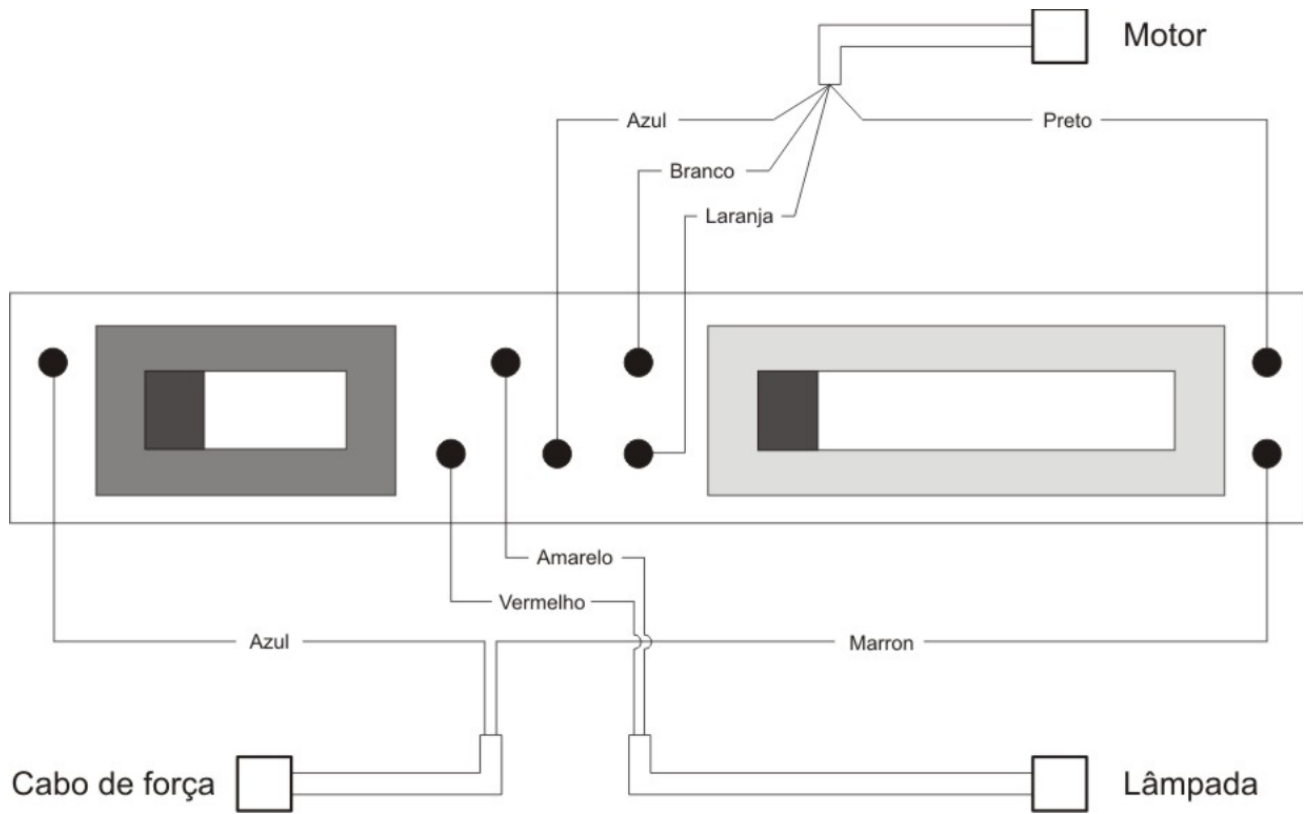 Motor
Azul
Preto
Branco
Laranja
Amarelo
Vermelho
Azul
Marron
Cabo de força
Lâmpada